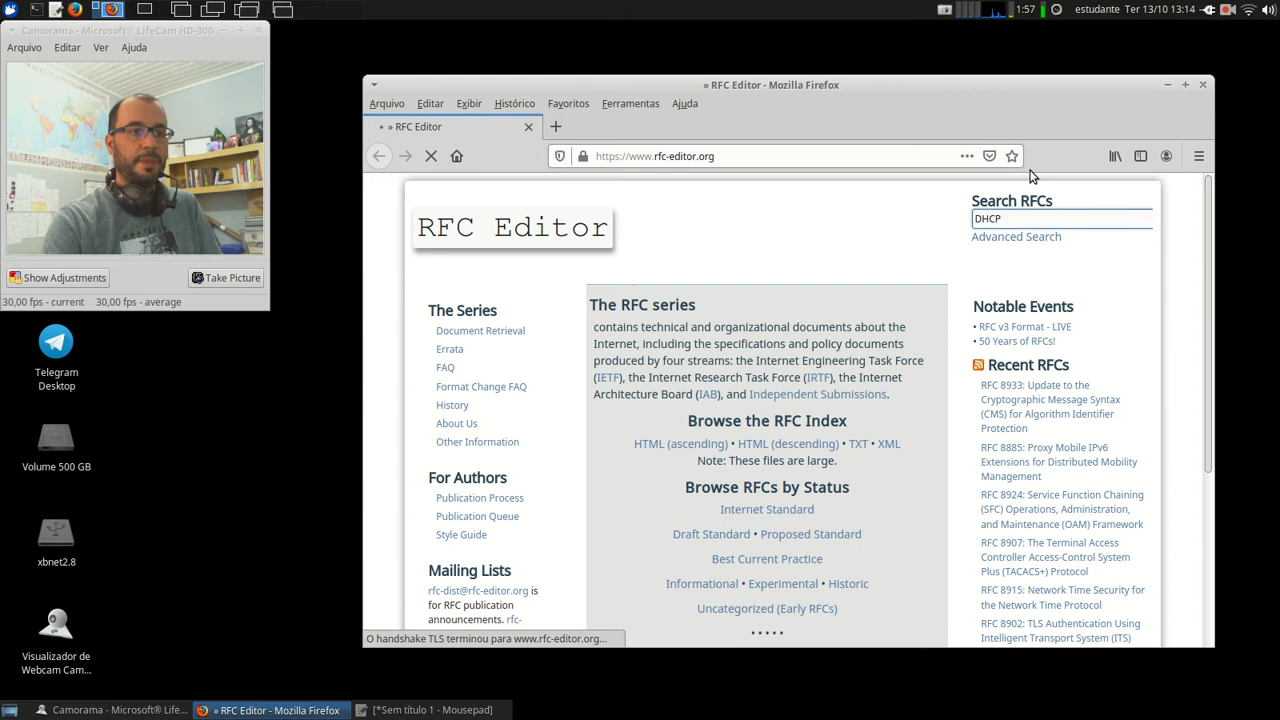 1:57
estudante
Ter 13/10 13:14
Camorama - Microsoft® LifeCam HD-300
Arquivo Editar Ver Ajuda
Show Adjustments
Take Picture
30,00 fps - current 30,00 fps - average
Telegram
Desktop
Volume 500 GB
xbnet2.8
Visualizador de
Webcam Cam...
» RFC Editor - Mozilla Firefox
Arquivo Editar Exibir Histórico Favoritos Ferramentas Ajuda
» RFC Editor
https://www.rfc-editor.org
RFC Editor
Search RFCs
DHCP
Advanced Search
The Series
Document Retrieval
Errata
FAQ
Format Change FAQ
History
About Us
Other Information
For Authors
Publication Process
Publication Queue
Style Guide
Mailing Lists
rfc-dist@rfc-editor.org is
for RFC publication
announcements. rfc-
The RFC series
contains technical and organizational documents about the
Internet, including the specifications and policy documents
produced by four streams: the Internet Engineering Task Force
(IETF), the Internet Research Task Force (IRTF), the Internet
Architecture Board (IAB), and Independent Submissions.
Browse the RFC Index
HTML (ascending) • HTML (descending) • TXT • XML
Note: These files are large.
Browse RFCs by Status
Internet Standard
Draft Standard • Proposed Standard
Best Current Practice
Informational • Experimental • Historic
Uncategorized (Early RFCs)
• • • • •
Notable Events
• RFC v3 Format - LIVE
• 50 Years of RFCs!
Recent RFCs
RFC 8933: Update to the
Cryptographic Message Syntax
(CMS) for Algorithm Identifier
Protection
RFC 8885: Proxy Mobile IPv6
Extensions for Distributed Mobility
Management
RFC 8924: Service Function Chaining
(SFC) Operations, Administration,
and Maintenance (OAM) Framework
RFC 8907: The Terminal Access
Controller Access-Control System
Plus (TACACS+) Protocol
RFC 8915: Network Time Security for
the Network Time Protocol
RFC 8902: TLS Authentication Using
Intelligent Transport System (ITS)
O handshake TLS terminou para www.rfc-editor.org...
Camorama - Microsoft® Life...
» RFC Editor - Mozilla Firefox
[*Sem título 1 - Mousepad]